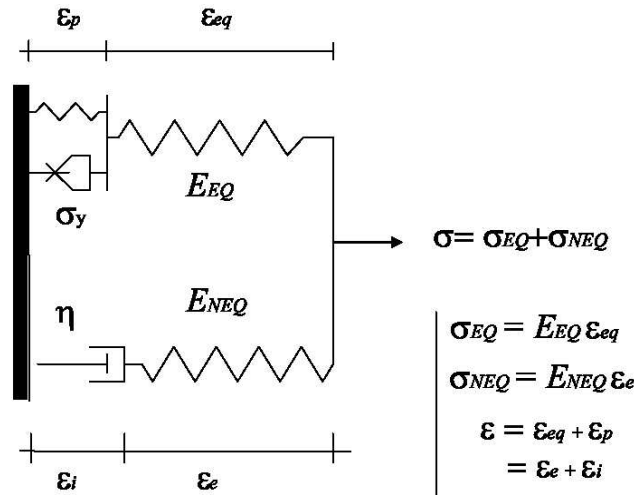 εp εeq
EEQ
σy
σ= σEQ+σNEQ
η ENEQ
σEQ = EEQ εeq
σNEQ = ENEQ εe
ε = εeq + εp
= εe + εi
εi εe